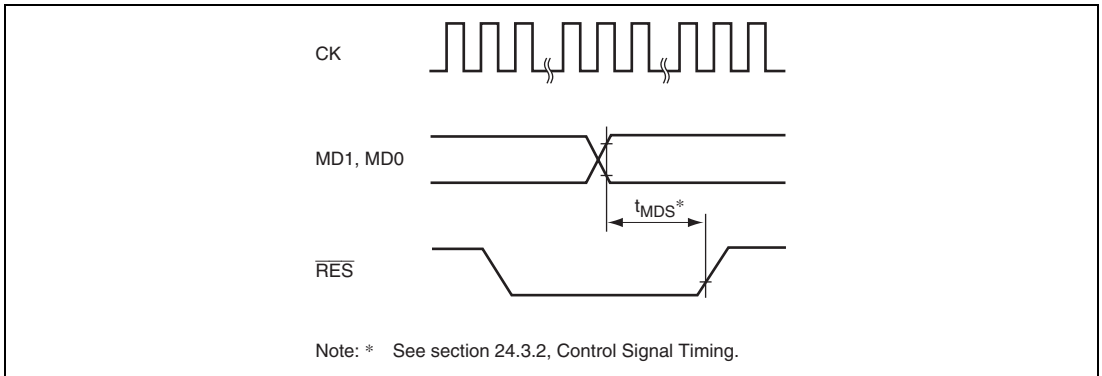 CK
MD1, MD0
tMDS*
RES
Note: * See section 24.3.2, Control Signal Timing.